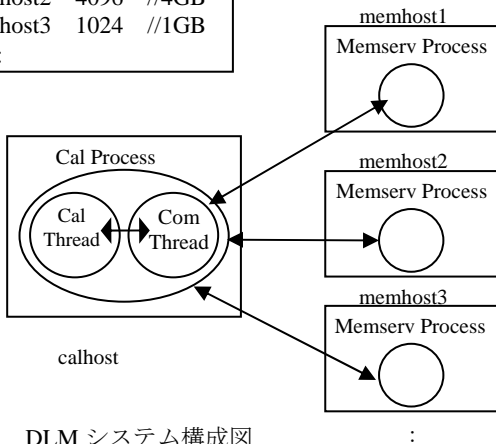 4096 //4GB
host3 1024 //1GB
:
memhost1
Memserv Process
Cal Process
Cal Thread
Com Thread
memhost2
Memserv Process
memhost3
Memserv Process
calhost
DLM システム構成図
: